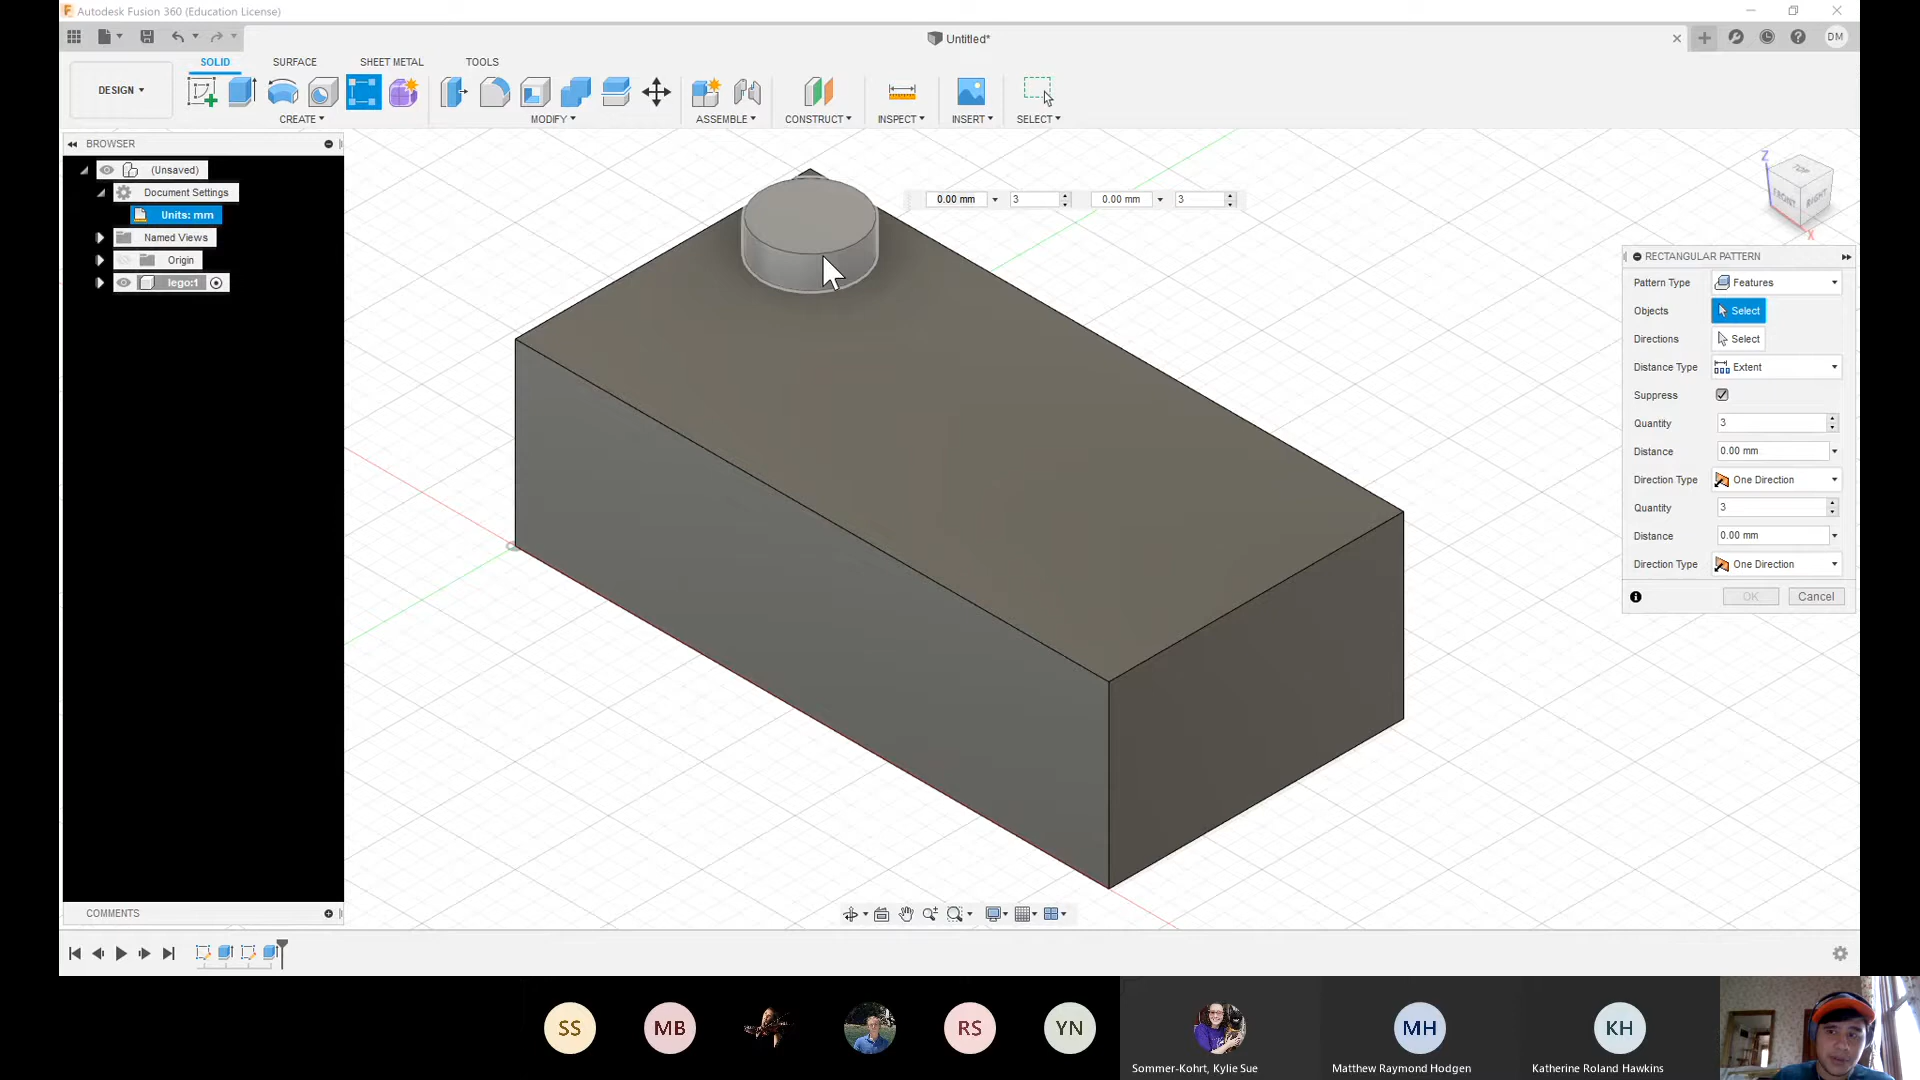 Autodesk Fusion 360 (Education License)
Untitled*
DM
SOLID SURFACE SHEET METAL TOOLS
DESIGN
CREATE MODIFY ASSEMBLE CONSTRUCT INSPECT INSERT SELECT
BROWSER
(Unsaved)
Document Settings
Units: mm
Named Views
Origin
lego:1
0.00 mm 3 0.00 mm 3
Z
TOP
FRONT RIGHT
X
RECTANGULAR PATTERN
Pattern Type Features
Objects Select
Directions Select
Distance Type Extent
Suppress
Quantity 3
Distance 0.00 mm
Direction Type One Direction
Quantity 3
Distance 0.00 mm
Direction Type One Direction
OK Cancel
COMMENTS
SS MB RS YN MH KH
Sommer-Kohrt, Kylie Sue Matthew Raymond Hodgen Katherine Roland Hawkins